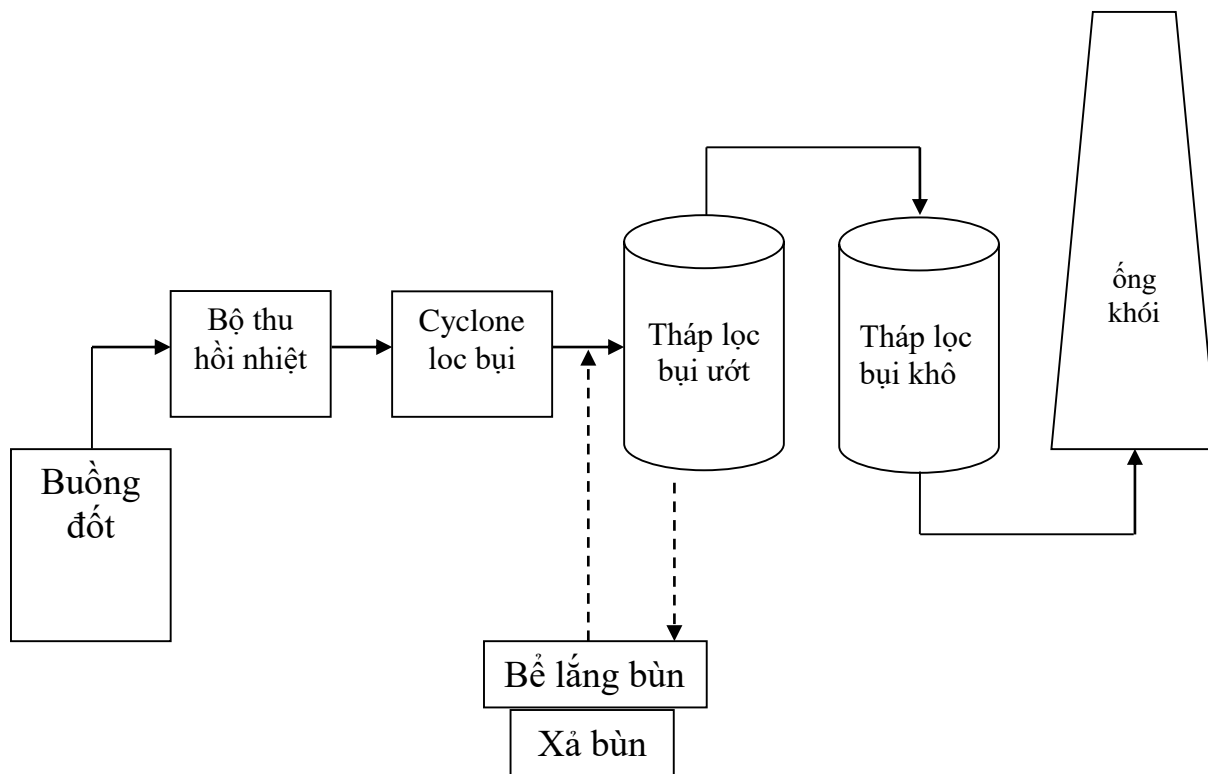 Buồng
đốt
Bộ thu
hồi nhiệt
Cyclone
loc bụi
Tháp lọc
bụi ướt
Tháp lọc
bụi khô
ống
khói
Bể lắng bùn
Xả bùn